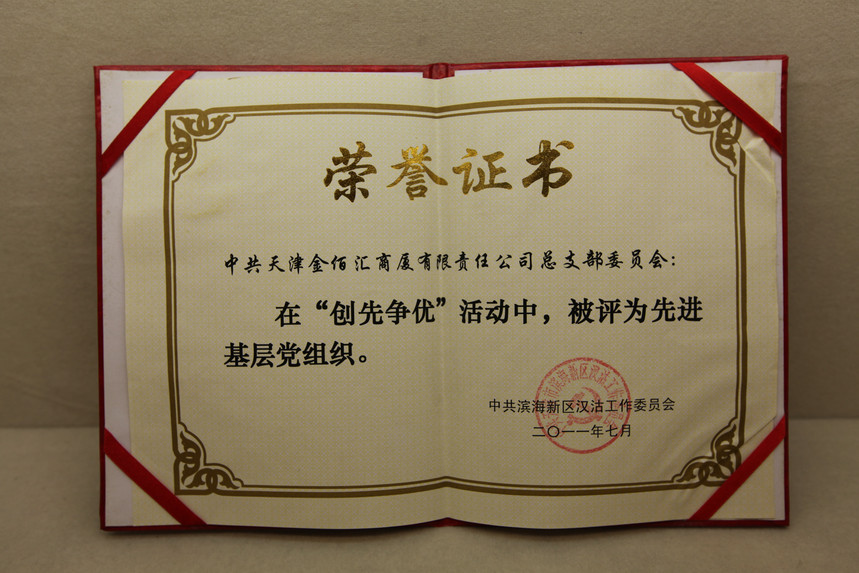 荣誉证书
中共天津金佰汇商厦有限责任公司总支部委员会：
在“创先争优”活动中，被评为先进
基层党组织。
中共滨海新区汉沽工作委员会
二〇一一年七月